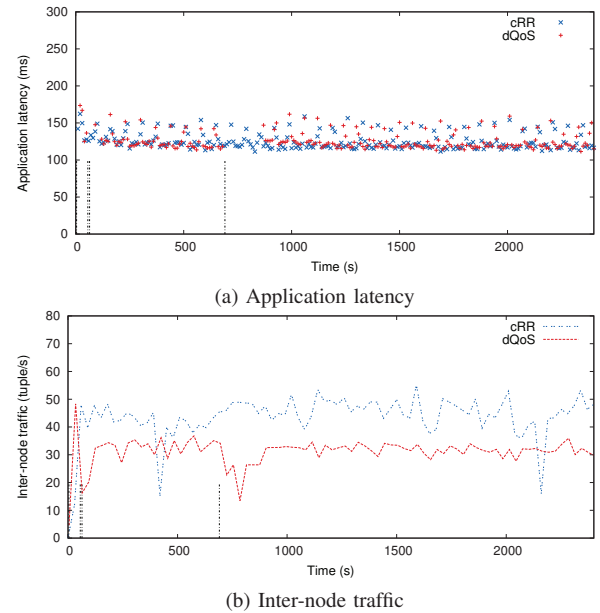 300
250
200
150
100
50
0
Application latency (ms)
cRR
dQoS
0 500 1000 1500 2000
Time (s)
(a) Application latency
80
70
60
50
40
30
20
10
0
Inter-node traffic (tuple/s)
cRR
dQoS
0 500 1000 1500 2000
Time (s)
(b) Inter-node traffic